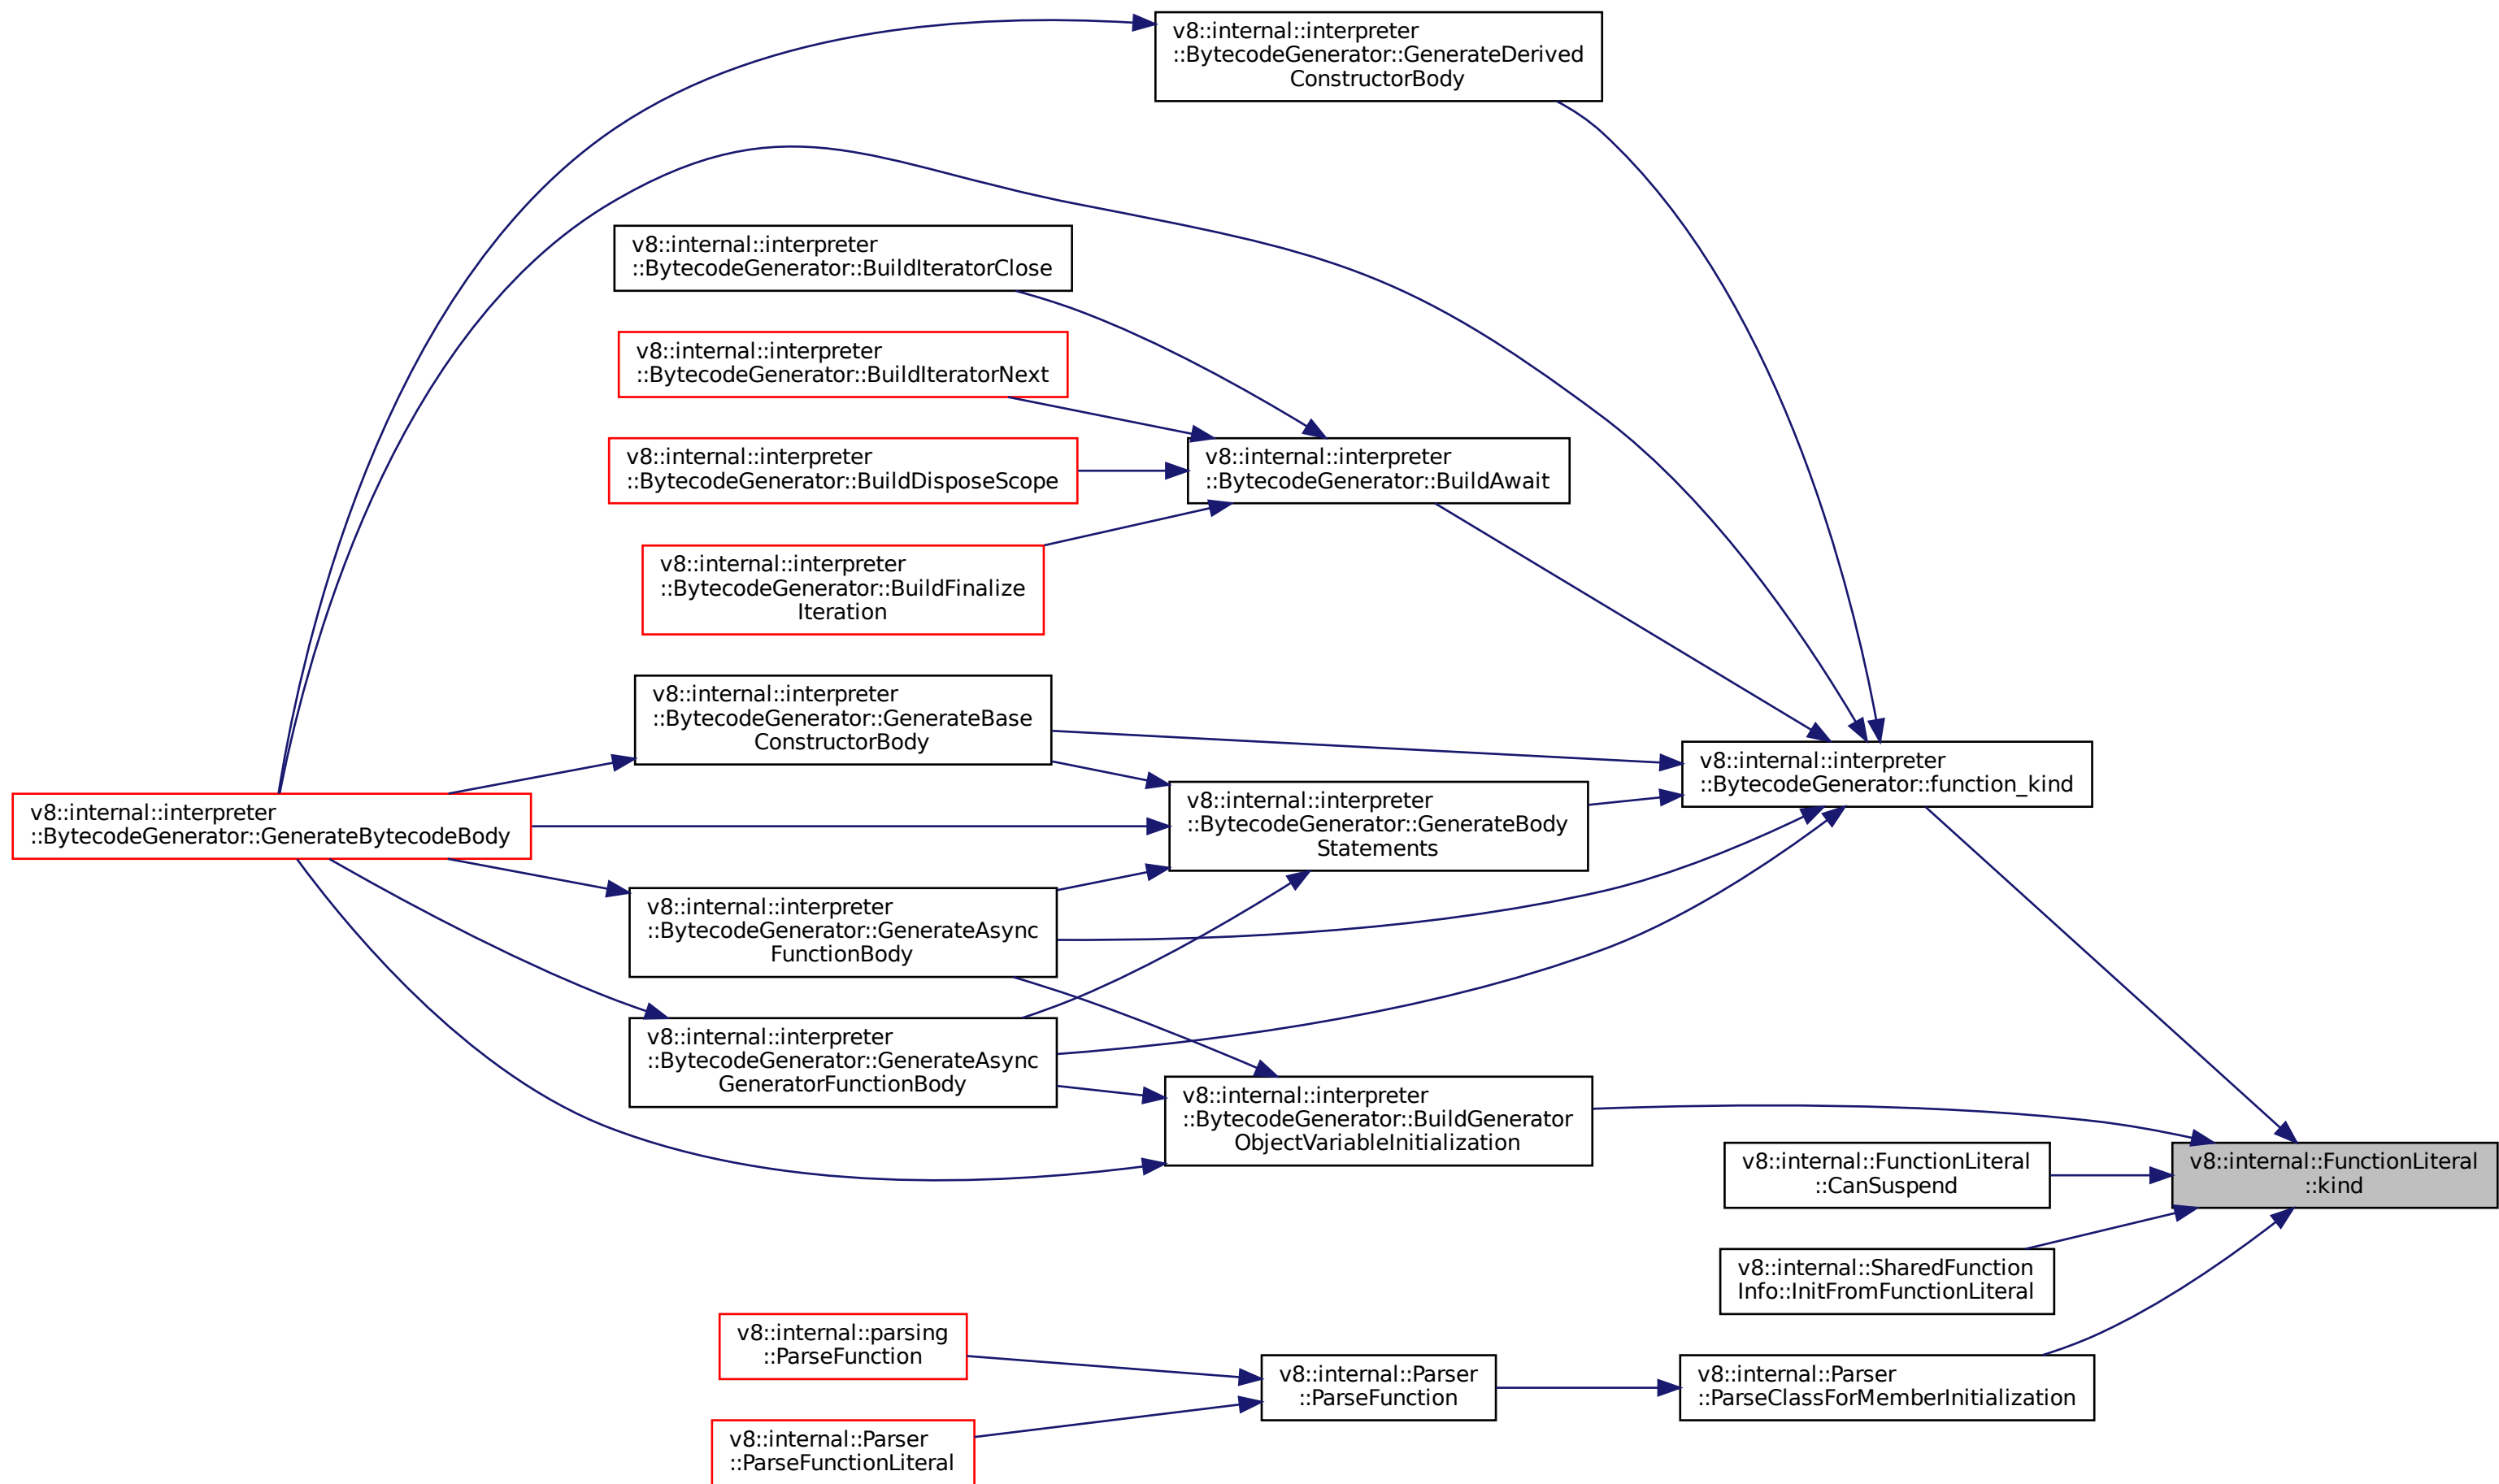 v8::internal::interpreter
::BytecodeGenerator::GenerateDerived
ConstructorBody
v8::internal::interpreter
::BytecodeGenerator::BuildIteratorClose
v8::internal::interpreter
::BytecodeGenerator::BuildIteratorNext
v8::internal::interpreter
::BytecodeGenerator::BuildDisposeScope
v8::internal::interpreter
::BytecodeGenerator::BuildAwait
v8::internal::interpreter
::BytecodeGenerator::BuildFinalize
Iteration
v8::internal::interpreter
::BytecodeGenerator::GenerateBase
ConstructorBody
v8::internal::interpreter
::BytecodeGenerator::function_kind
v8::internal::interpreter
::BytecodeGenerator::GenerateBytecodeBody
v8::internal::interpreter
::BytecodeGenerator::GenerateBody
Statements
v8::internal::interpreter
::BytecodeGenerator::GenerateAsync
FunctionBody
v8::internal::interpreter
::BytecodeGenerator::GenerateAsync
GeneratorFunctionBody
v8::internal::interpreter
::BytecodeGenerator::BuildGenerator
ObjectVariableInitialization
v8::internal::FunctionLiteral
::CanSuspend
v8::internal::FunctionLiteral
::kind
v8::internal::SharedFunction
Info::InitFromFunctionLiteral
v8::internal::parsing
::ParseFunction
v8::internal::Parser
::ParseFunction
v8::internal::Parser
::ParseClassForMemberInitialization
v8::internal::Parser
::ParseFunctionLiteral